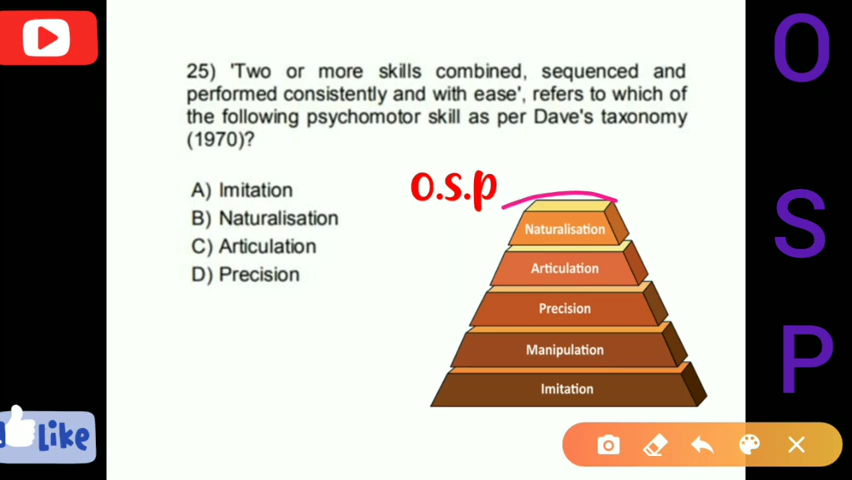 25) 'Two or more skills combined, sequenced and
performed consistently and with ease', refers to which of
the following psychomotor skill as per Dave's taxonomy
(1970)?
A) Imitation
B) Naturalisation
C) Articulation
D) Precision
O.S.P
Naturalisation
Articulation
Precision
Manipulation
Imitation
O
S
P
Like